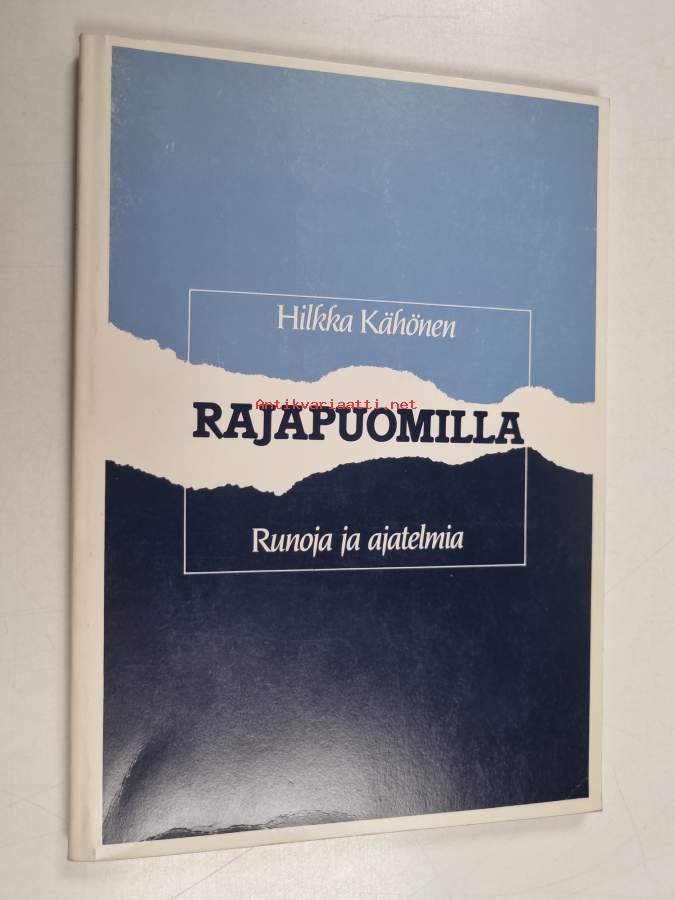 Hilkka Kähönen
Antikvariaatti.net
RAJAPUOMILLA
Runoja ja ajatelmia